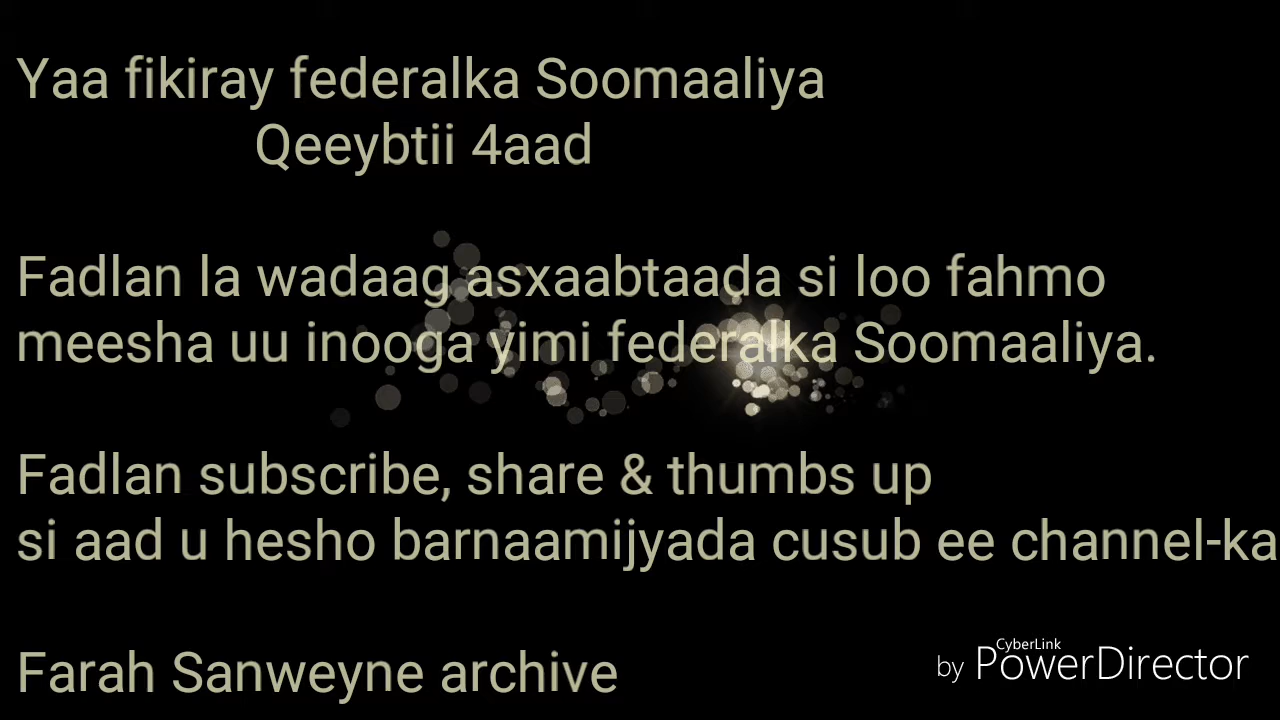 Yaa fikiray federalka Soomaaliya
Qeeybtii 4aad
Fadlan la wadaag asxaabtaada si loo fahmo
meesha uu inooga yimi federalka Soomaaliya.
Fadlan subscribe, share & thumbs up
si aad u hesho barnaamijyada cusub ee channel-ka
Farah Sanweyne archive
by CyberLink PowerDirector